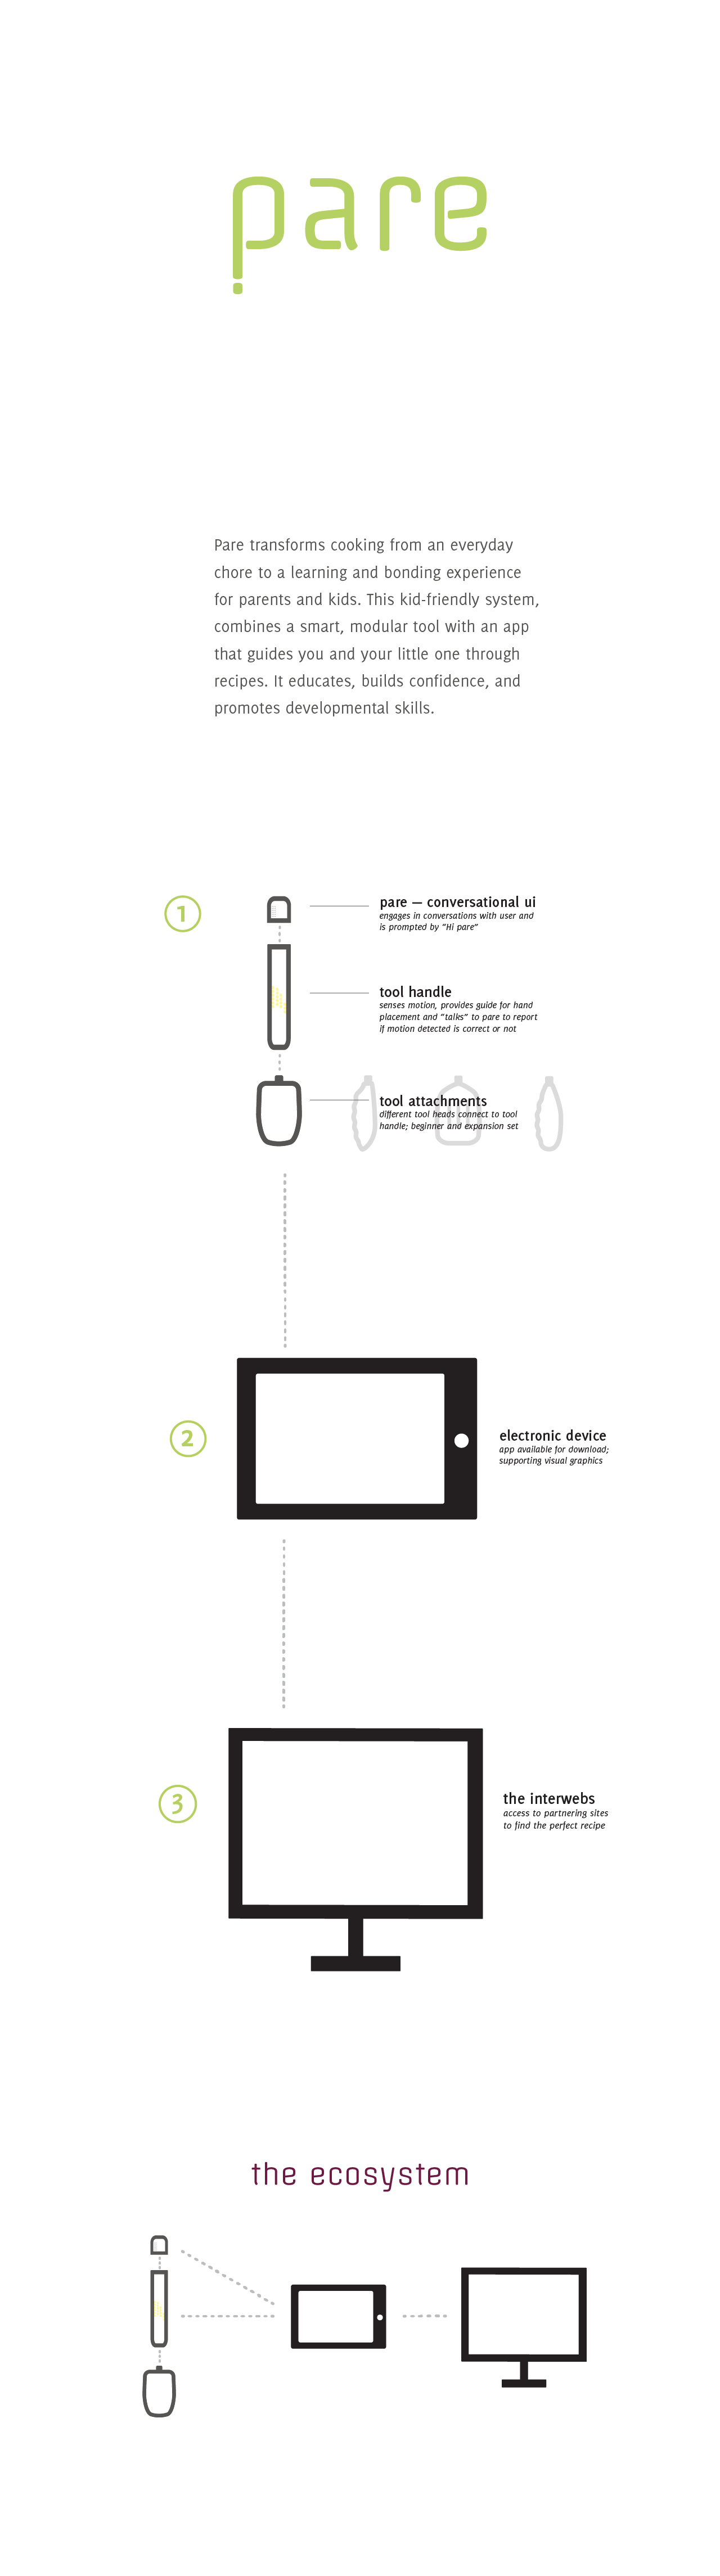 pare
Pare transforms cooking from an everyday
chore to a learning and bonding experience
for parents and kids. This kid-friendly system,
combines a smart, modular tool with an app
that guides you and your little one through
recipes. It educates, builds confidence, and
promotes developmental skills.
1
pare — conversational ui
engages in conversations with user and
is prompted by “Hi pare”
tool handle
senses motion, provides guide for hand
placement and “talks” to pare to report
if motion detected is correct or not
tool attachments
different tool heads connect to tool
handle; beginner and expansion set
2
electronic device
app available for download;
supporting visual graphics
3
the interwebs
access to partnering sites
to find the perfect recipe
the ecosystem